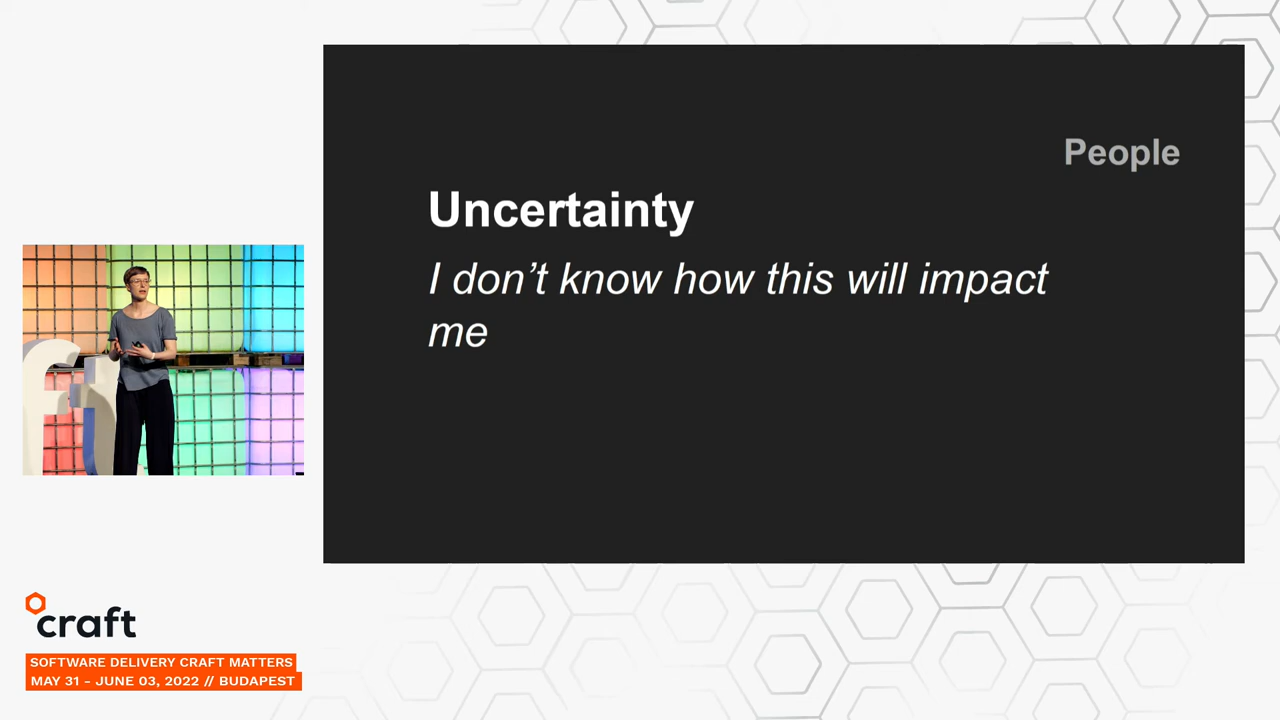 People
Uncertainty
I don’t know how this will impact
me
craft
SOFTWARE DELIVERY CRAFT MATTERS
MAY 31 - JUNE 03, 2022 // BUDAPEST